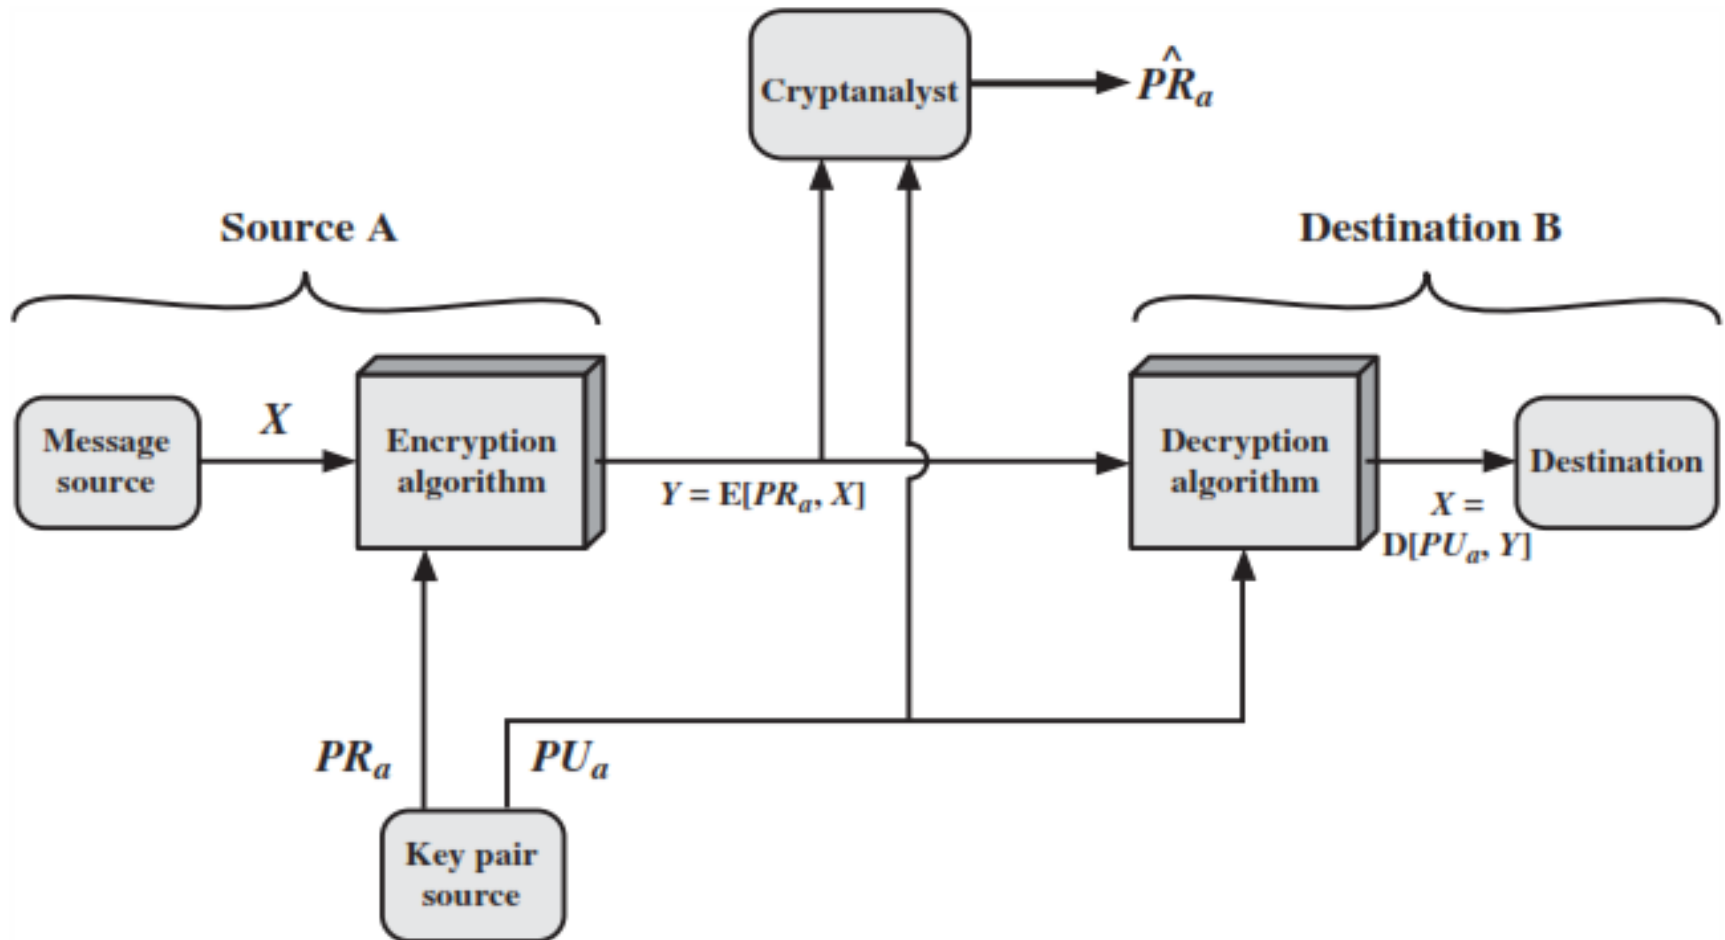 Cryptanalyst
P̂R_a
Source A
Destination B
Message
source
X
Encryption
algorithm
Y = E[PR_a, X]
Decryption
algorithm
X =
D[PU_a, Y]
Destination
PR_a
PU_a
Key pair
source